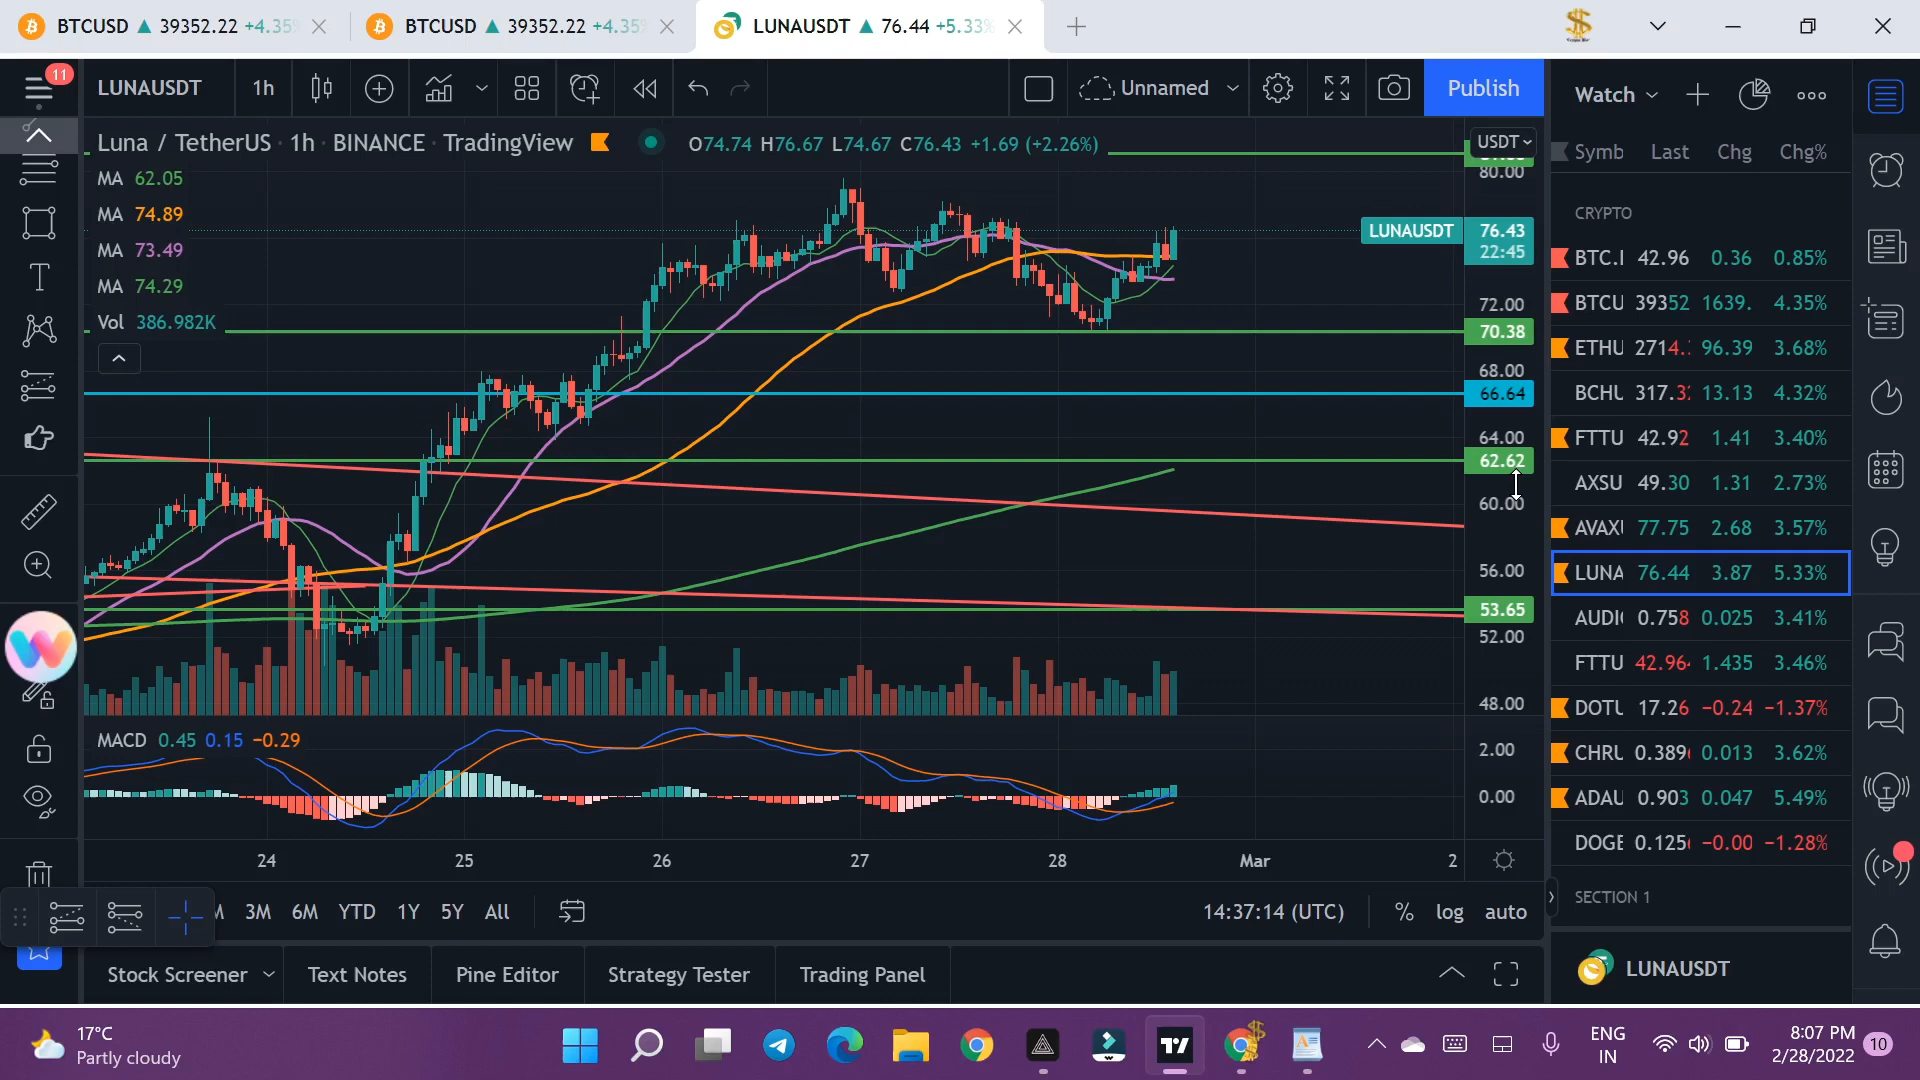 BTCUSD ▲ 39352.22 +4.35
BTCUSD ▲ 39352.22 +4.35
LUNAUSDT ▲ 76.44 +5.33%
11
LUNAUSDT 1h
Unnamed
Publish
Watch
Luna / TetherUS · 1h · BINANCE · TradingView
O74.74 H76.67 L74.67 C76.43 +1.69 (+2.26%)
USDT
MA 62.05
MA 74.89
MA 73.49
MA 74.29
Vol 386.982K
80.00
LUNAUSDT 76.43
22:45
72.00
70.38
68.00
66.64
64.00
62.62
60.00
56.00
53.65
52.00
48.00
MACD 0.45 0.15 −0.29
2.00
0.00
24 25 26 27 28 Mar 2
3M 6M YTD 1Y 5Y All
14:37:14 (UTC) % log auto
Stock Screener Text Notes Pine Editor Strategy Tester Trading Panel
Symb Last Chg Chg%
CRYPTO
BTC.I 42.96 0.36 0.85%
BTCU 39352 1639. 4.35%
ETHU 2714. 96.39 3.68%
BCHU 317.3 13.13 4.32%
FTTU 42.92 1.41 3.40%
AXSU 49.30 1.31 2.73%
AVAXU 77.75 2.68 3.57%
LUNA 76.44 3.87 5.33%
AUDI 0.758 0.025 3.41%
FTTU 42.964 1.435 3.46%
DOTU 17.26 −0.24 −1.37%
CHRU 0.389 0.013 3.62%
ADAU 0.903 0.047 5.49%
DOGE 0.125 −0.00 −1.28%
SECTION 1
LUNAUSDT
17°C
Partly cloudy
ENG
IN
8:07 PM
2/28/2022
10